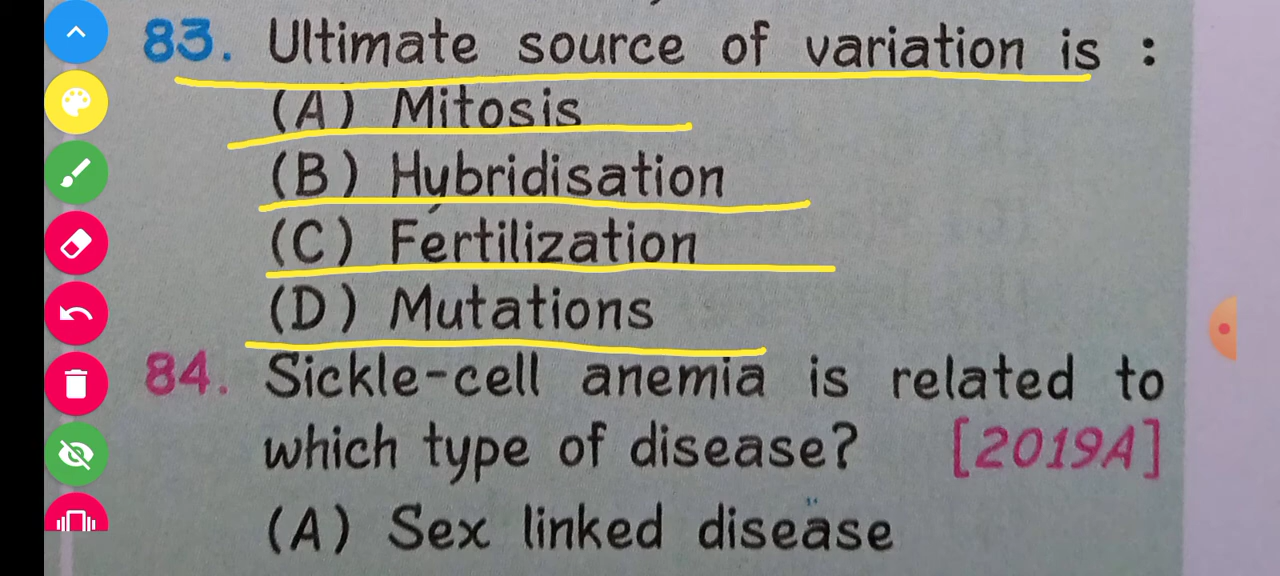 83. Ultimate source of variation is :
(A) Mitosis
(B) Hybridisation
(C) Fertilization
(D) Mutations
84. Sickle-cell anemia is related to
which type of disease? [2019A]
(A) Sex linked disease